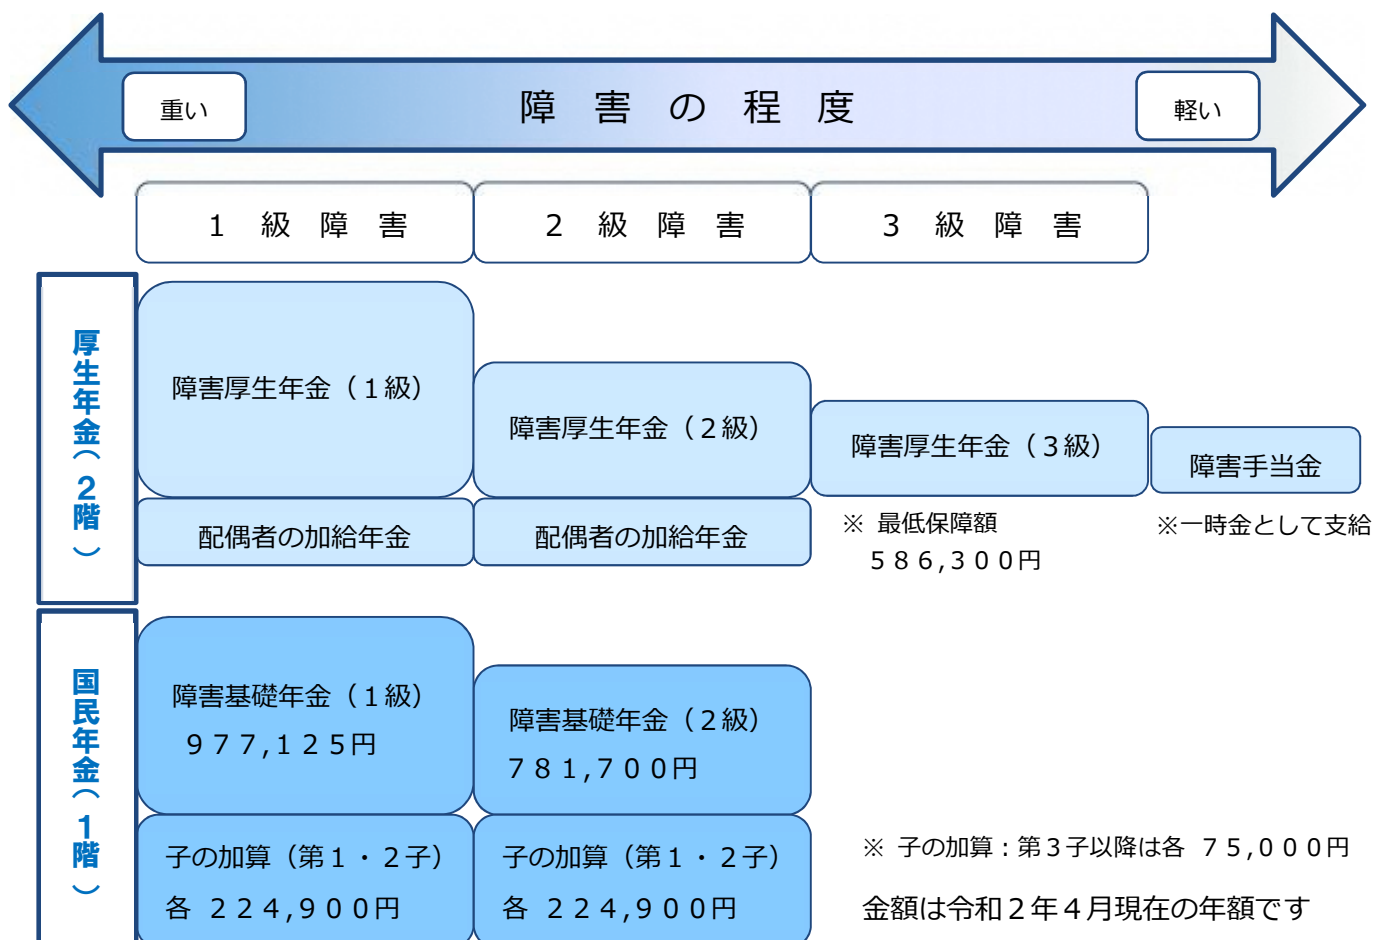 重い
障害の程度
軽い
１級障害
２級障害
３級障害
厚生年金（２階）
障害厚生年金（１級）
障害厚生年金（２級）
障害厚生年金（３級）
障害手当金
配偶者の加給年金
配偶者の加給年金
※ 最低保障額
５８６,３００円
※一時金として支給
国民年金（１階）
障害基礎年金（１級）
９７７,１２５円
障害基礎年金（２級）
７８１,７００円
子の加算（第１・２子）
各 ２２４,９００円
子の加算（第１・２子）
各 ２２４,９００円
※ 子の加算：第３子以降は各 ７５,０００円
金額は令和２年４月現在の年額です